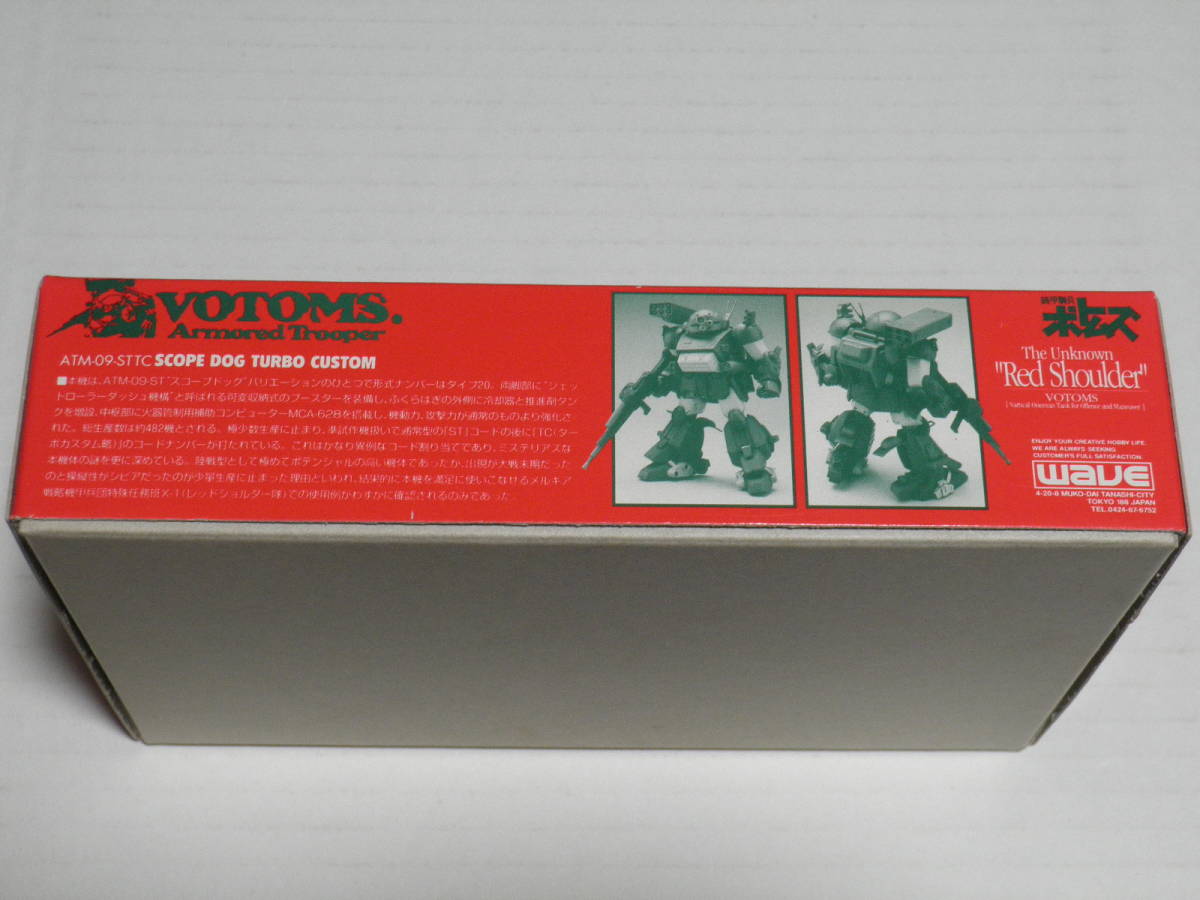 VOTOMS.
Armored Trooper
ATM-09-STTC SCOPE DOG TURBO CUSTOM
■本機は、ATM-09-ST"スコープドッグ"バリエーションのひとつで形式ナンバーはタイプ20。両脚部に"ジェッ
トローラーダッシュ機構"と呼ばれる可変収納式のブースターを装備し、ふくらはぎの外側に冷却器と推進剤タン
クを増設、中枢部に火器管制用補助コンピューターMCA-628を搭載し、機動力、攻撃力が通常のものより強化さ
れた。総生産数は約482機とされる。極少数生産に止まり、準試作機扱いで通常型の[ST]コードの後に[TC(ター
ボカスタム)]のコードナンバーが打たれている。これはかなり異例なコード割り当てであり、ミステリアスな
本機体の謎を更に深めている。陸戦型として極めてポテンシャルの高い機体であったが、出現が大戦末期だった
のと操縦性がシビアだったのが少軍生産に止まった理由といわれ、結果的に本機を満足に使いこなせるメルキア
戦略機甲兵団特殊任務班X-1(レッドショルダー隊)での使用例がわずかに確認されるのみであった。
装甲騎兵
ボトムズ
The Unknown
"Red Shoulder"
VOTOMS
[ Vartical One-man Tank for Offense and Maneuver ]
ENJOY YOUR CREATIVE HOBBY LIFE.
WE ARE ALWAYS SEEKING
CUSTOMER'S FULL SATISFACTION.
WAVE
4-20-8 MUKO-DAI TANASHI-CITY
TOKYO 188 JAPAN
TEL.0424-67-6752